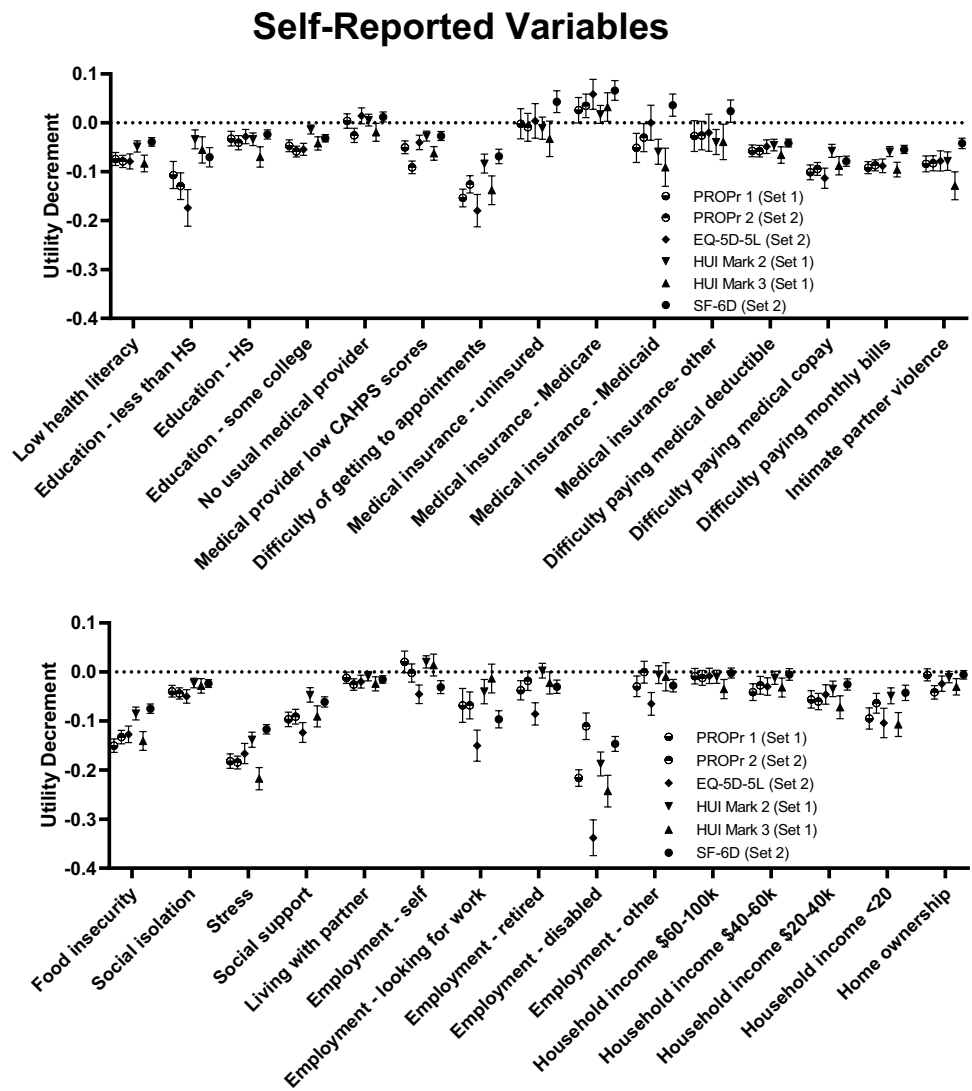 Self-Reported Variables
Utility Decrement
0.1
0.0
-0.1
-0.2
-0.3
-0.4
PROPr 1 (Set 1)
PROPr 2 (Set 2)
EQ-5D-5L (Set 2)
HUI Mark 2 (Set 1)
HUI Mark 3 (Set 1)
SF-6D (Set 2)
Low health literacy
Education - less than HS
Education - HS
Education - some college
No usual medical provider
Medical provider low CAHPS scores
Difficulty of getting to appointments
Medical insurance - uninsured
Medical insurance - Medicare
Medical insurance - Medicaid
Medical insurance- other
Difficulty paying medical deductible
Difficulty paying medical copay
Difficulty paying monthly bills
Intimate partner violence
Utility Decrement
0.1
0.0
-0.1
-0.2
-0.3
-0.4
PROPr 1 (Set 1)
PROPr 2 (Set 2)
EQ-5D-5L (Set 2)
HUI Mark 2 (Set 1)
HUI Mark 3 (Set 1)
SF-6D (Set 2)
Food insecurity
Social isolation
Stress
Social support
Living with partner
Employment - self
Employment - looking for work
Employment - retired
Employment - disabled
Employment - other
Household income $60-100k
Household income $40-60k
Household income $20-40k
Household income <20
Home ownership